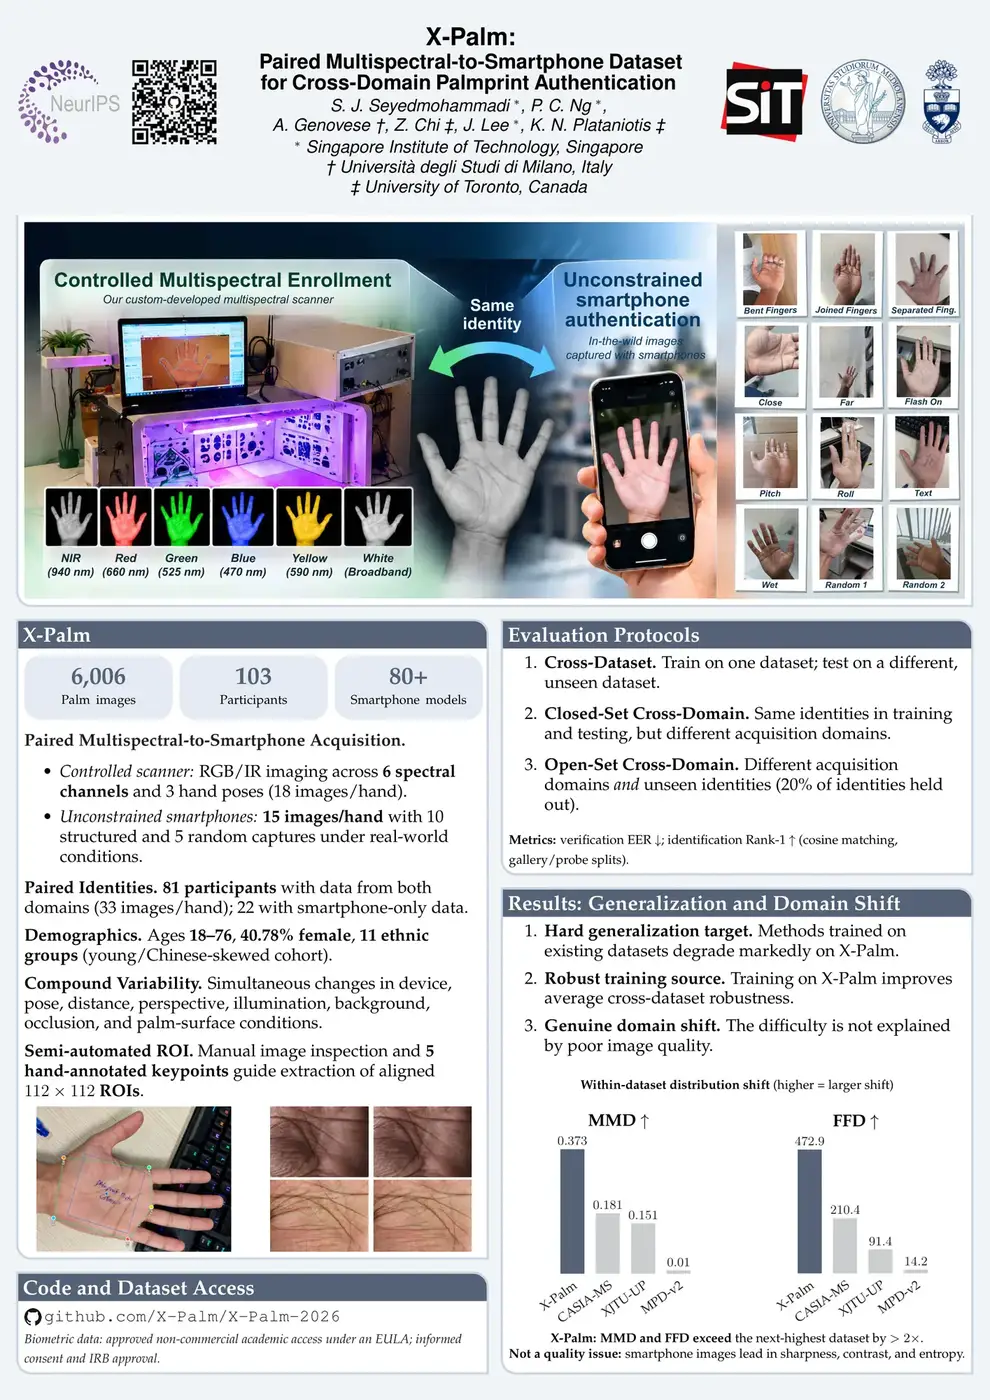 NeurIPS
X-Palm:
Paired Multispectral-to-Smartphone Dataset
for Cross-Domain Palmprint Authentication
S. J. Seyedmohammadi *, P. C. Ng *,
A. Genovese †, Z. Chi ‡, J. Lee *, K. N. Plataniotis ‡
* Singapore Institute of Technology, Singapore
† Università degli Studi di Milano, Italy
‡ University of Toronto, Canada
SiT
Controlled Multispectral Enrollment
Our custom-developed multispectral scanner
Same
identity
Unconstrained
smartphone
authentication
In-the-wild images
captured with smartphones
NIR
(940 nm)
Red
(660 nm)
Green
(525 nm)
Blue
(470 nm)
Yellow
(590 nm)
White
(Broadband)
Bent Fingers
Joined Fingers
Separated Fing.
Close
Far
Flash On
Pitch
Roll
Text
Wet
Random 1
Random 2
X-Palm
6,006
Palm images
103
Participants
80+
Smartphone models
Paired Multispectral-to-Smartphone Acquisition.
• Controlled scanner: RGB/IR imaging across 6 spectral
channels and 3 hand poses (18 images/hand).
• Unconstrained smartphones: 15 images/hand with 10
structured and 5 random captures under real-world
conditions.
Paired Identities. 81 participants with data from both
domains (33 images/hand); 22 with smartphone-only data.
Demographics. Ages 18–76, 40.78% female, 11 ethnic
groups (young/Chinese-skewed cohort).
Compound Variability. Simultaneous changes in device,
pose, distance, perspective, illumination, background,
occlusion, and palm-surface conditions.
Semi-automated ROI. Manual image inspection and 5
hand-annotated keypoints guide extraction of aligned
112 × 112 ROIs.
Code and Dataset Access
github.com/X-Palm/X-Palm-2026
Biometric data: approved non-commercial academic access under an EULA; informed
consent and IRB approval.
Evaluation Protocols
1. Cross-Dataset. Train on one dataset; test on a different,
unseen dataset.
2. Closed-Set Cross-Domain. Same identities in training
and testing, but different acquisition domains.
3. Open-Set Cross-Domain. Different acquisition
domains and unseen identities (20% of identities held
out).
Metrics: verification EER ↓; identification Rank-1 ↑ (cosine matching,
gallery/probe splits).
Results: Generalization and Domain Shift
1. Hard generalization target. Methods trained on
existing datasets degrade markedly on X-Palm.
2. Robust training source. Training on X-Palm improves
average cross-dataset robustness.
3. Genuine domain shift. The difficulty is not explained
by poor image quality.
Within-dataset distribution shift (higher = larger shift)
MMD ↑
0.373
0.181
0.151
0.01
X-Palm
CASIA-MS
XJTU-UP
MPD-v2
FFD ↑
472.9
210.4
91.4
14.2
X-Palm
CASIA-MS
XJTU-UP
MPD-v2
X-Palm: MMD and FFD exceed the next-highest dataset by > 2×.
Not a quality issue: smartphone images lead in sharpness, contrast, and entropy.